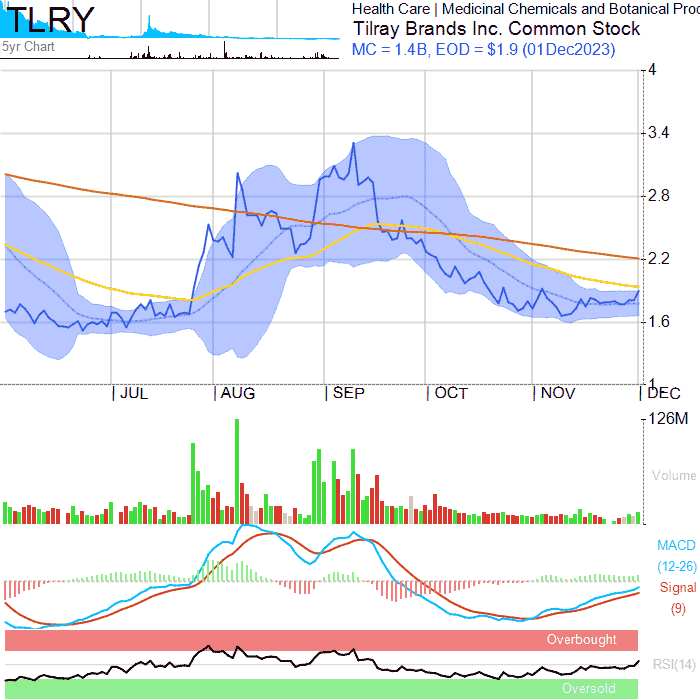 TLRY
5yr Chart
Health Care | Medicinal Chemicals and Botanical Proc
Tilray Brands Inc. Common Stock
MC = 1.4B, EOD = $1.9 (01Dec2023)
4
3.4
2.8
2.2
1.6
1
JUL AUG SEP OCT NOV DEC
126M
Volume
MACD
(12-26)
Signal
(9)
Overbought
RSI(14)
Oversold